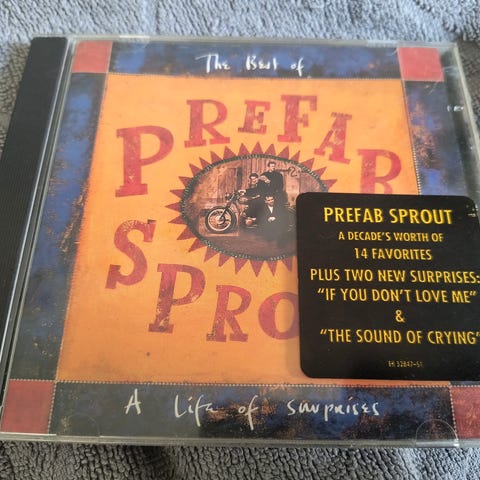 The Best of
PREFAB
SPRO
A Life of Surprises
PREFAB SPROUT
A DECADE'S WORTH OF
14 FAVORITES
PLUS TWO NEW SURPRISES:
"IF YOU DON'T LOVE ME"
&
"THE SOUND OF CRYING"